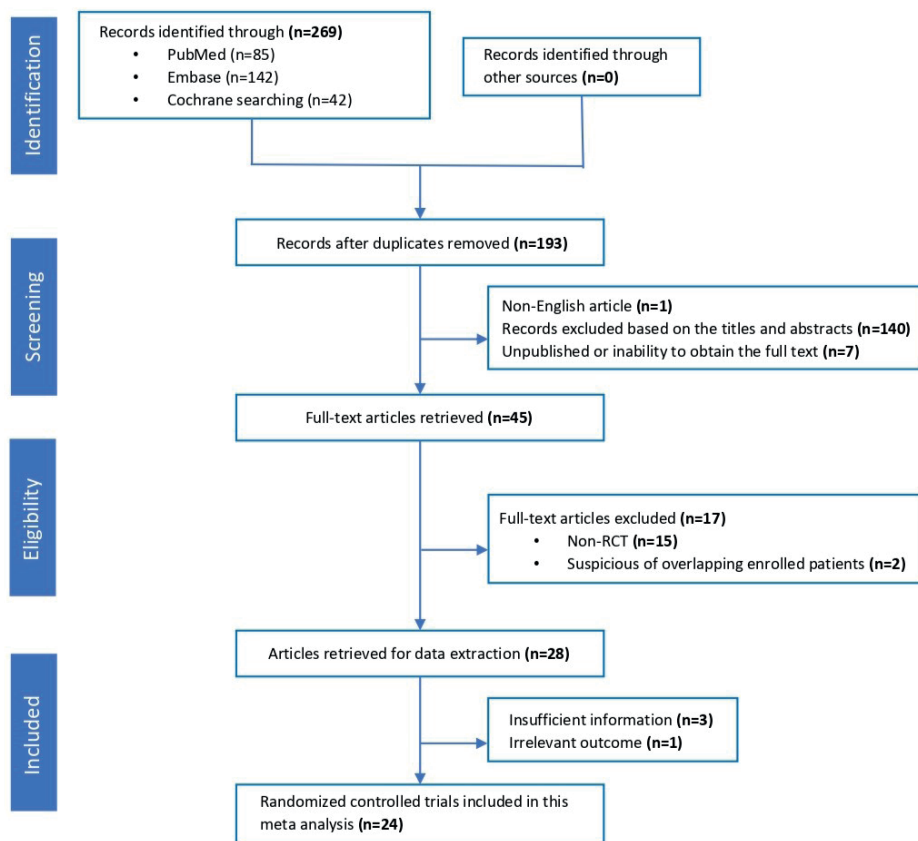 Identification
Records identified through (n=269)
• PubMed (n=85)
• Embase (n=142)
• Cochrane searching (n=42)
Records identified through
other sources (n=0)
Screening
Records after duplicates removed (n=193)
Non-English article (n=1)
Records excluded based on the titles and abstracts (n=140)
Unpublished or inability to obtain the full text (n=7)
Full-text articles retrieved (n=45)
Eligibility
Full-text articles excluded (n=17)
• Non-RCT (n=15)
• Suspicious of overlapping enrolled patients (n=2)
Included
Articles retrieved for data extraction (n=28)
Insufficient information (n=3)
Irrelevant outcome (n=1)
Randomized controlled trials included in this
meta analysis (n=24)